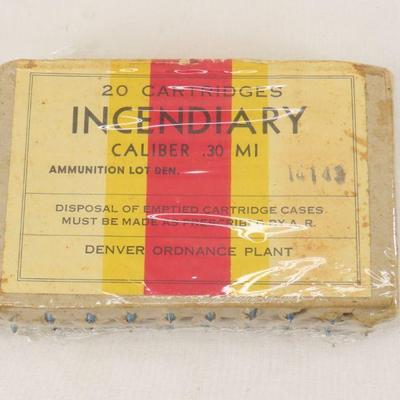 20 CARTRIDGES
INCENDIARY
CALIBER .30 MI
AMMUNITION LOT DEN. 14143
DISPOSAL OF EMPTIED CARTRIDGE CASES
MUST BE MADE AS PRESCRIBED BY A.R.
DENVER ORDNANCE PLANT